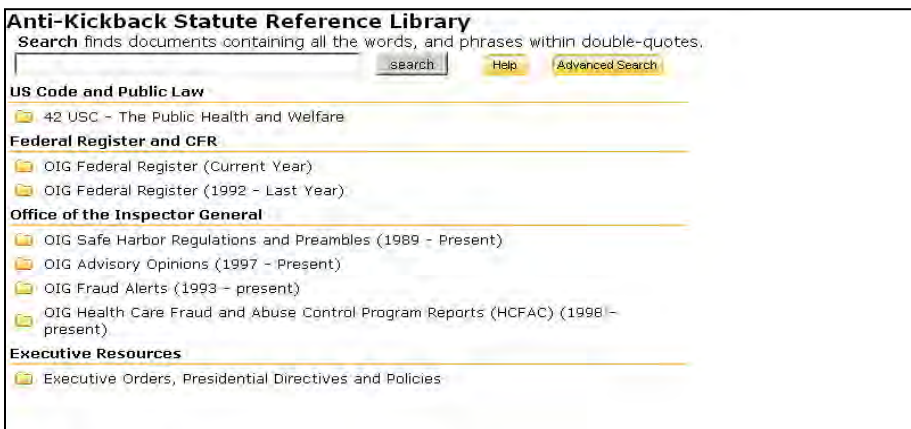 Anti-Kickback Statute Reference Library
Search finds documents containing all the words, and phrases within double-quotes.
search Help Advanced Search
US Code and Public Law
42 USC - The Public Health and Welfare
Federal Register and CFR
OIG Federal Register (Current Year)
OIG Federal Register (1992 - Last Year)
Office of the Inspector General
OIG Safe Harbor Regulations and Preambles (1989 - Present)
OIG Advisory Opinions (1997 - Present)
OIG Fraud Alerts (1993 - present)
OIG Health Care Fraud and Abuse Control Program Reports (HCFAC) (1998 -
present)
Executive Resources
Executive Orders, Presidential Directives and Policies